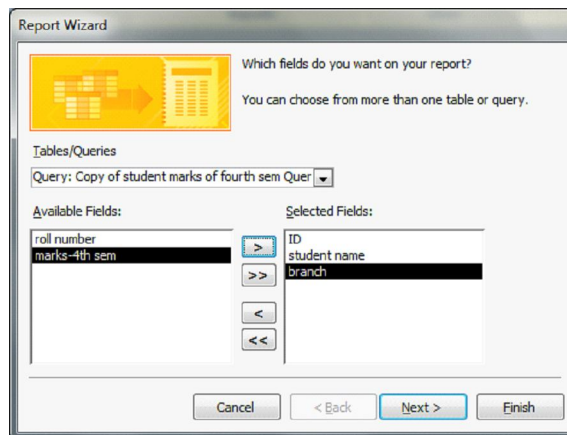 Report Wizard
Which fields do you want on your report?
You can choose from more than one table or query.
Tables/Queries
Query: Copy of student marks of fourth sem Quer
Available Fields:
Selected Fields:
roll number
marks-4th sem
>
>>
<
<<
ID
student name
branch
Cancel
< Back
Next >
Finish